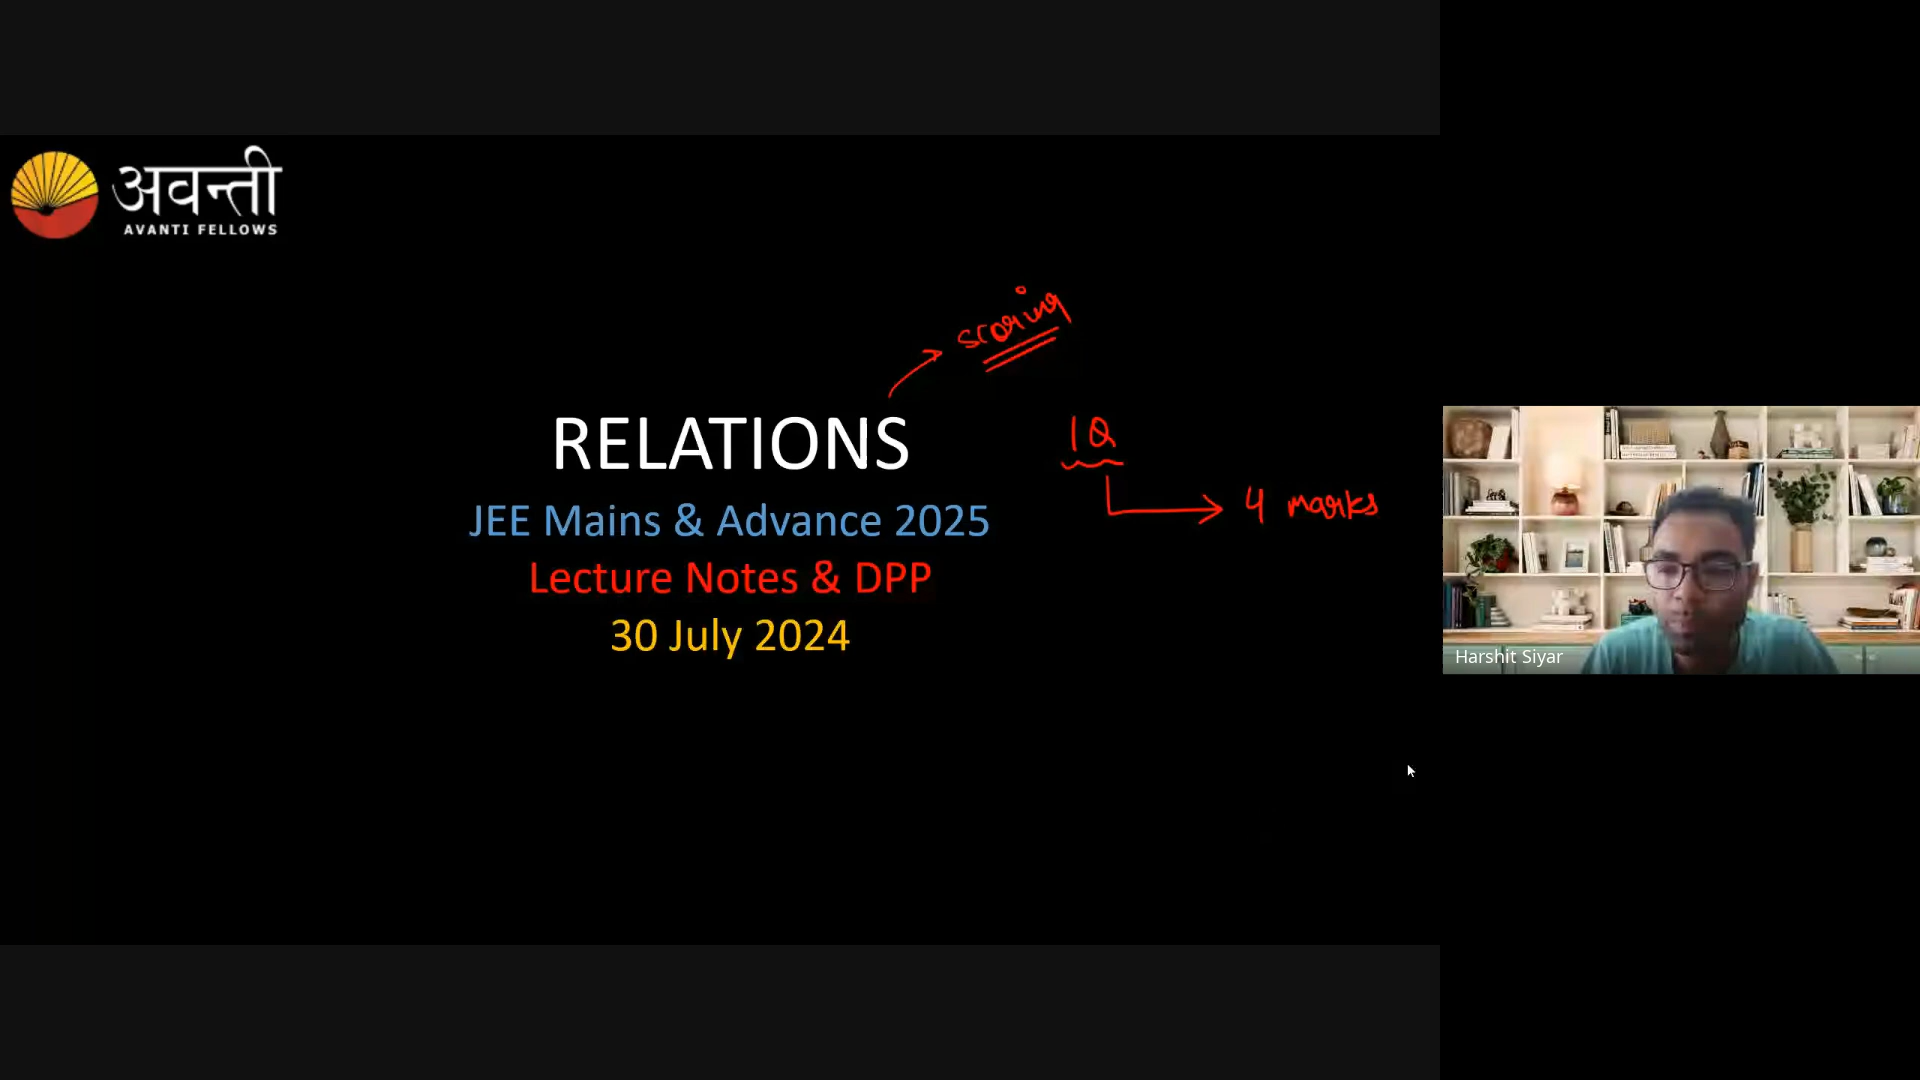 अवन्ती
AVANTI FELLOWS
scoring
RELATIONS
1Q
JEE Mains & Advance 2025
4 marks
Lecture Notes & DPP
30 July 2024
Harshit Siyar